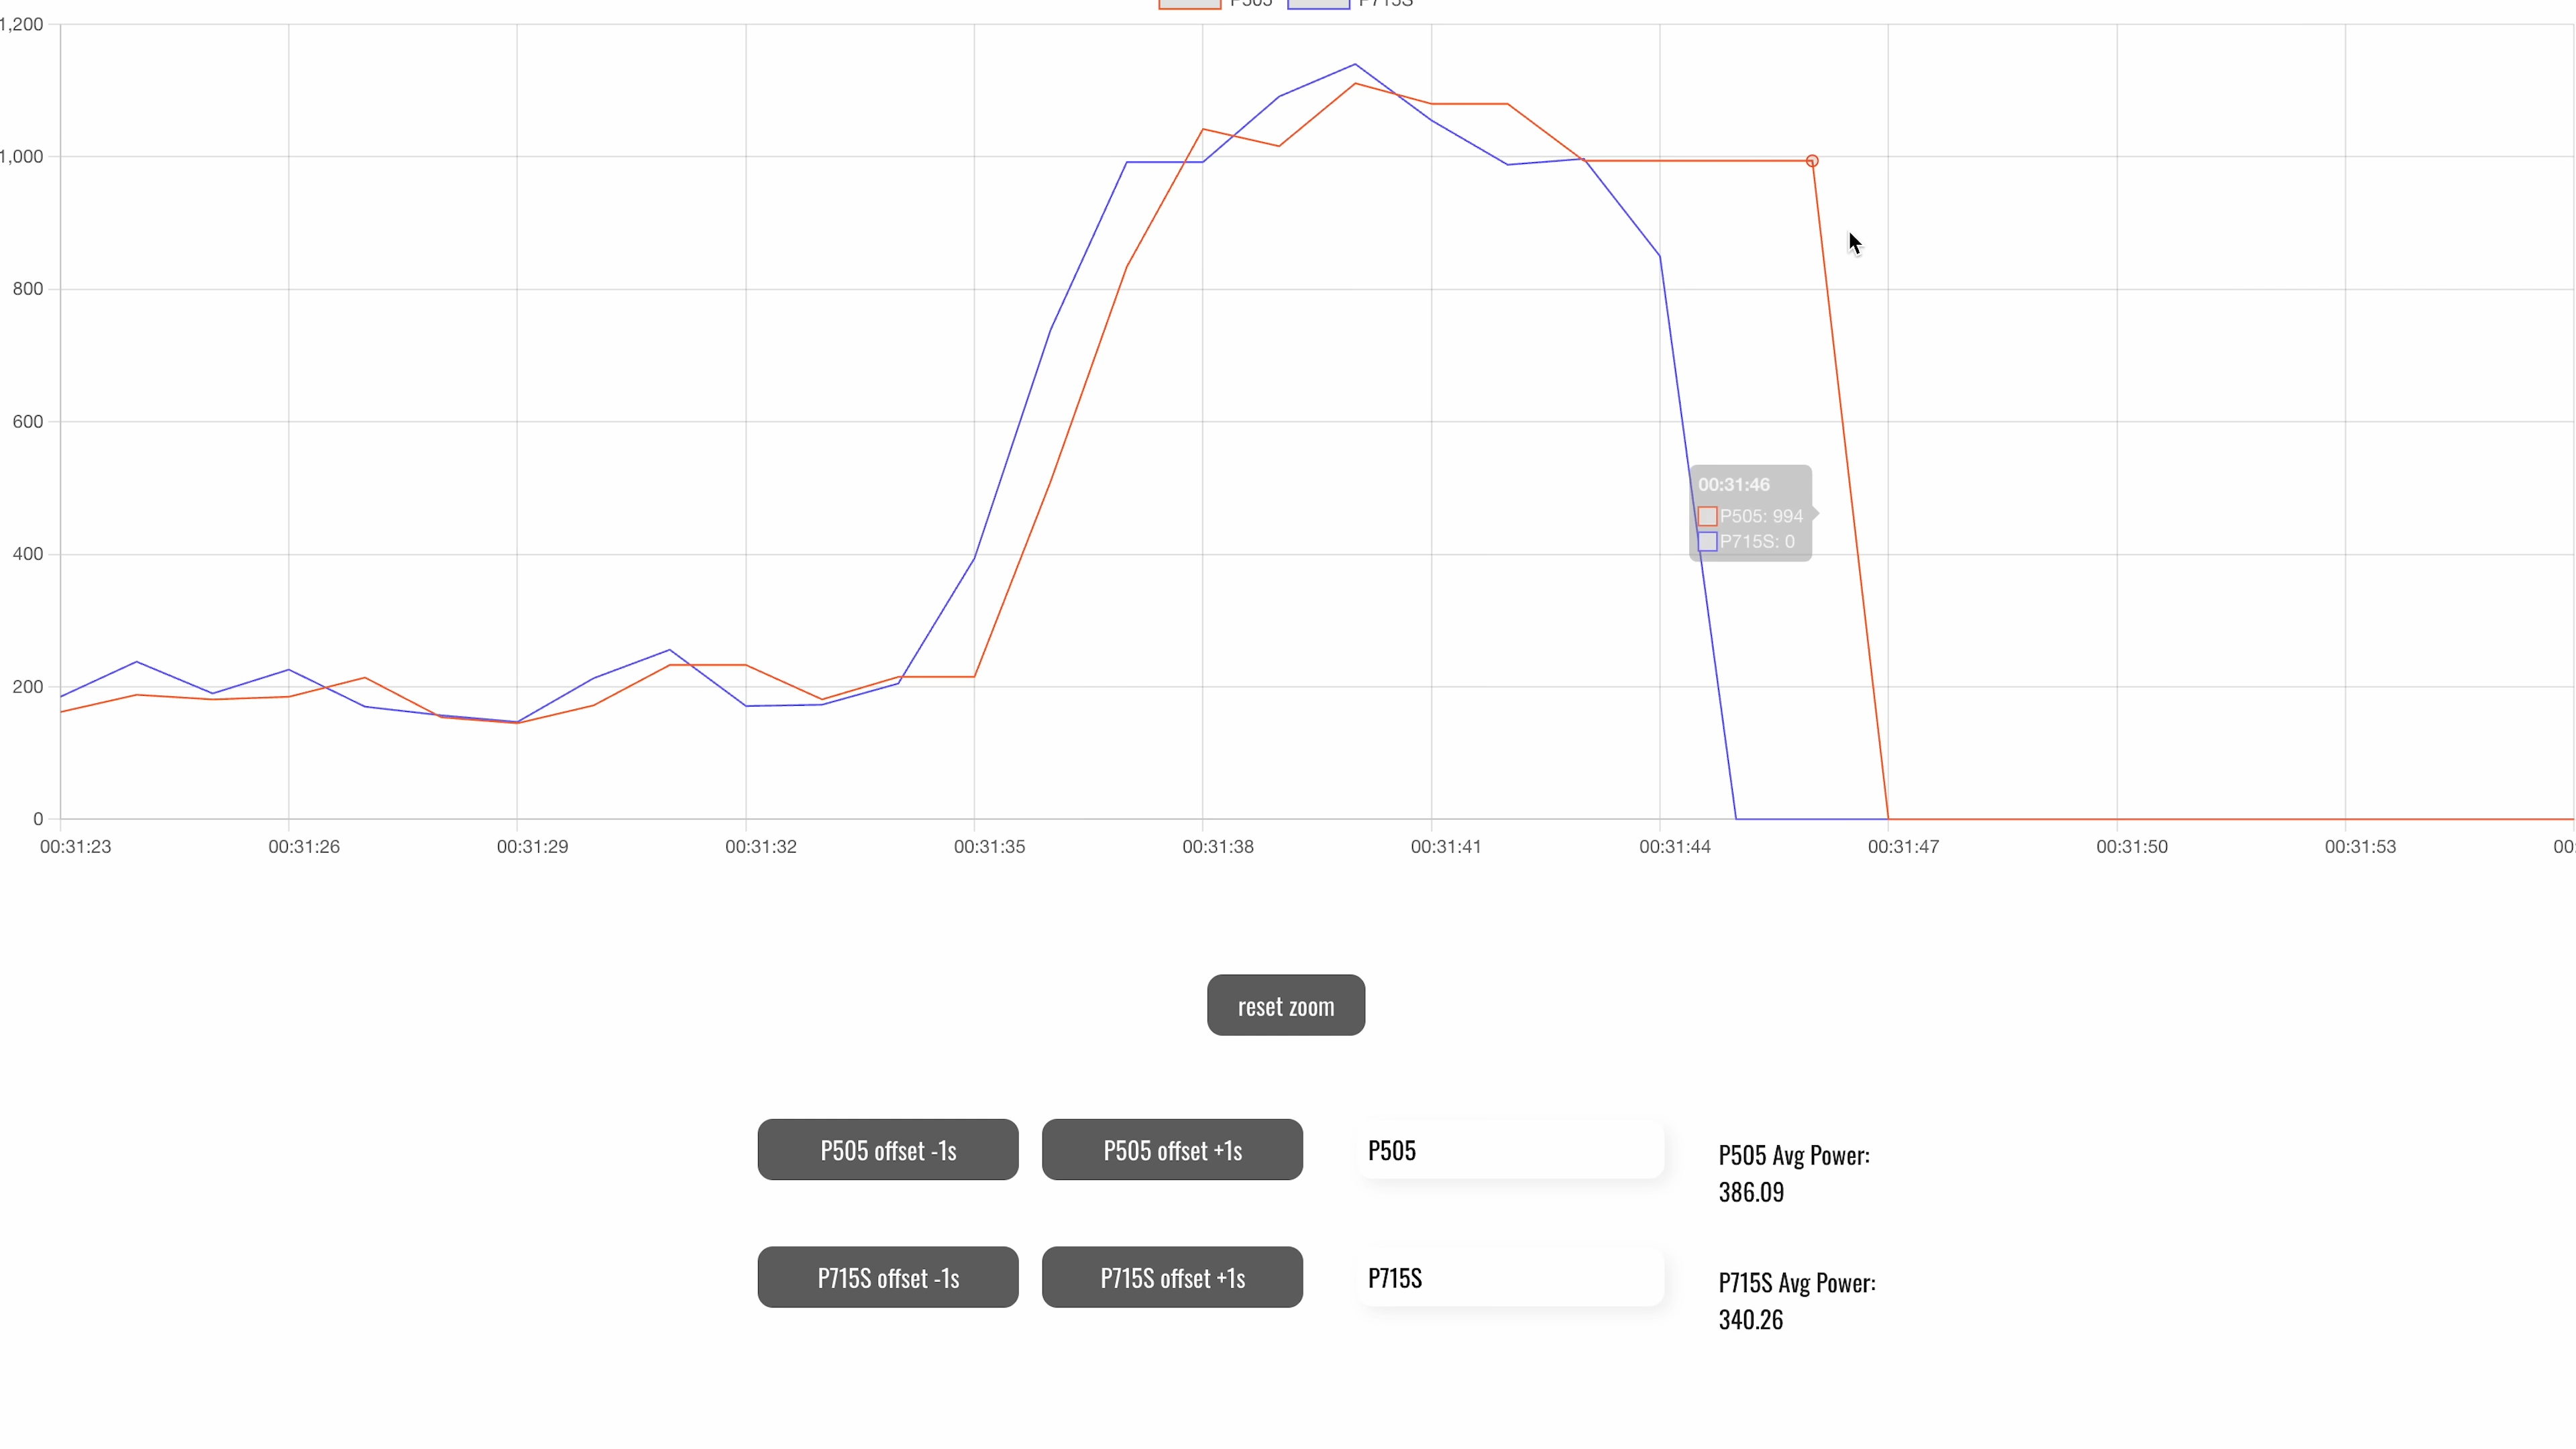 P505 P715S
1,200
1,000
800
600
400
200
0
00:31:46
P505: 994
P715S: 0
00:31:23 00:31:26 00:31:29 00:31:32 00:31:35 00:31:38 00:31:41 00:31:44 00:31:47 00:31:50 00:31:53 00:
reset zoom
P505 offset -1s P505 offset +1s P505 P505 Avg Power:
386.09
P715S offset -1s P715S offset +1s P715S P715S Avg Power:
340.26